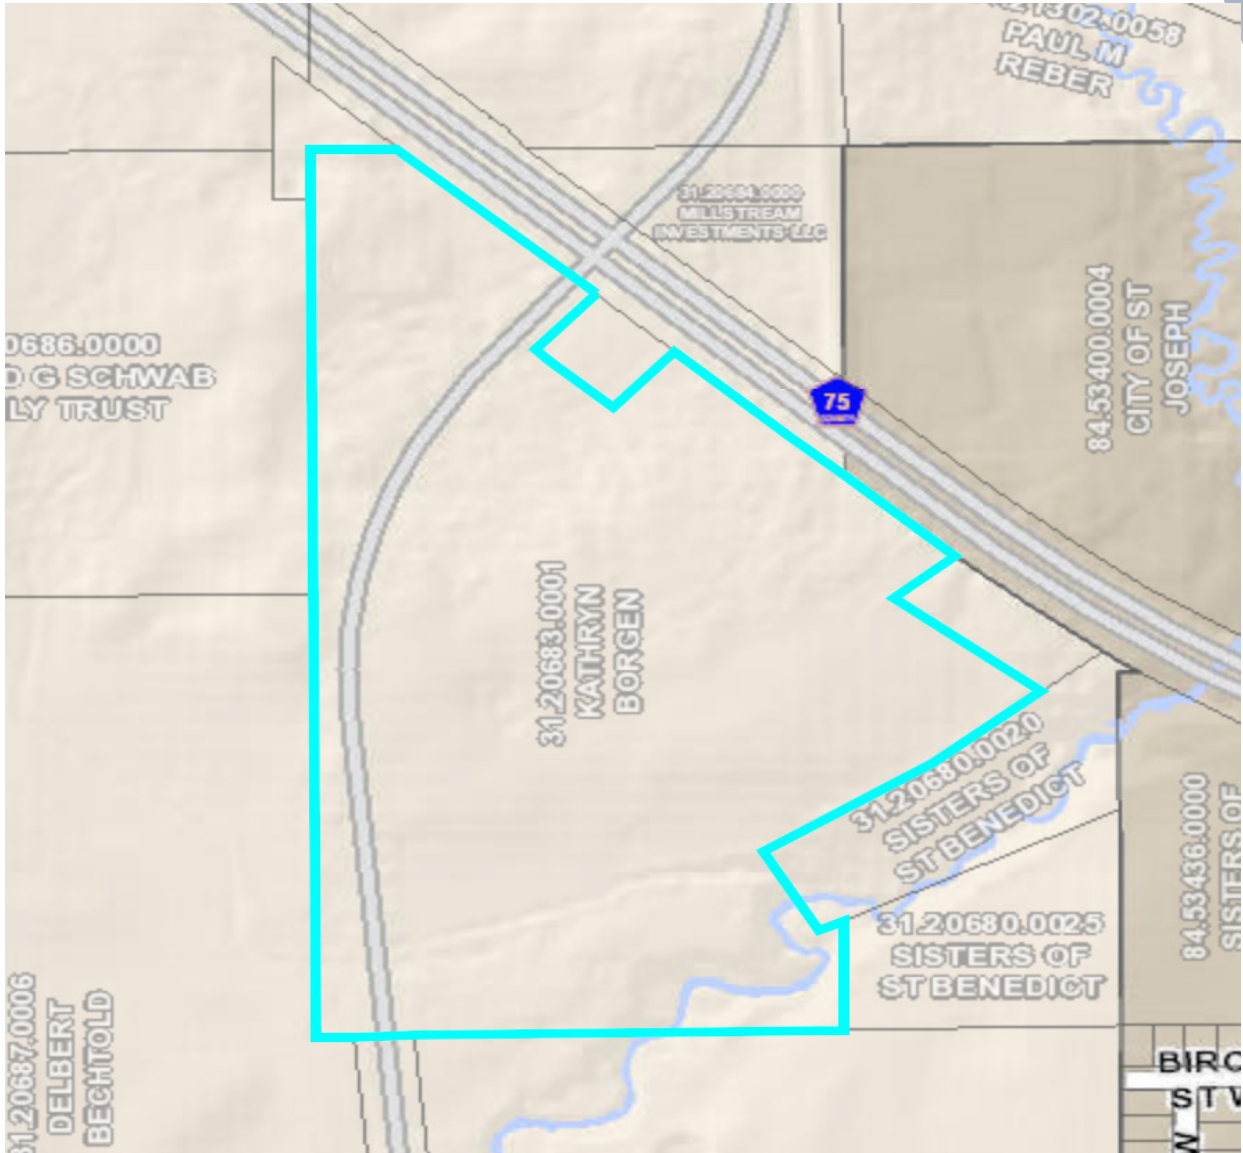 PAUL M
REBER
31.20684.0000
MILLSTREAM
INVESTMENTS LLC
84.53400.0004
CITY OF ST
JOSEPH
0686.0000
D G SCHWAB
LY TRUST
75
31.20683.0001
KATHRYN
BORGEN
31.20680.0020
SISTERS OF
ST BENEDICT
84.53436.0000
SISTERS OF
31.20680.0025
SISTERS OF
ST BENEDICT
31.20687.0006
DELBERT
BECHTOLD
BIRC
ST W
W